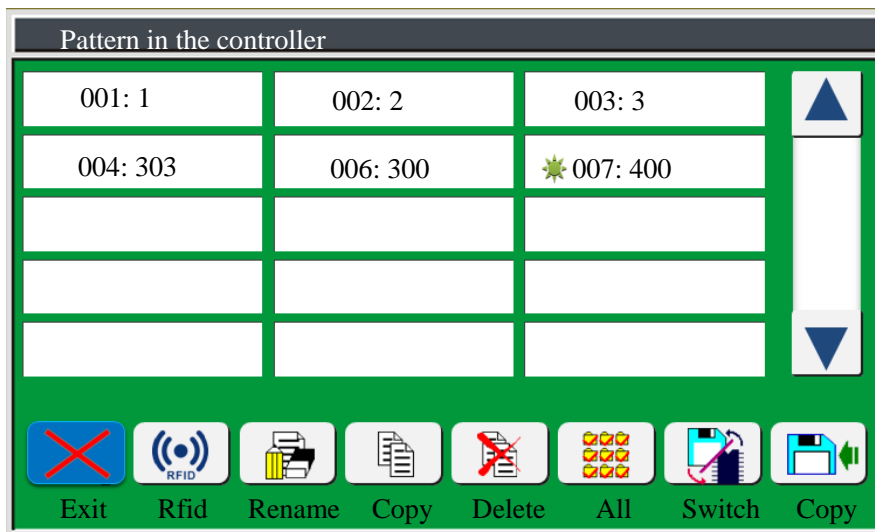 Pattern in the controller
001: 1 002: 2 003: 3
004: 303 006: 300 007: 400
RFID
Exit Rfid Rename Copy Delete All Switch Copy